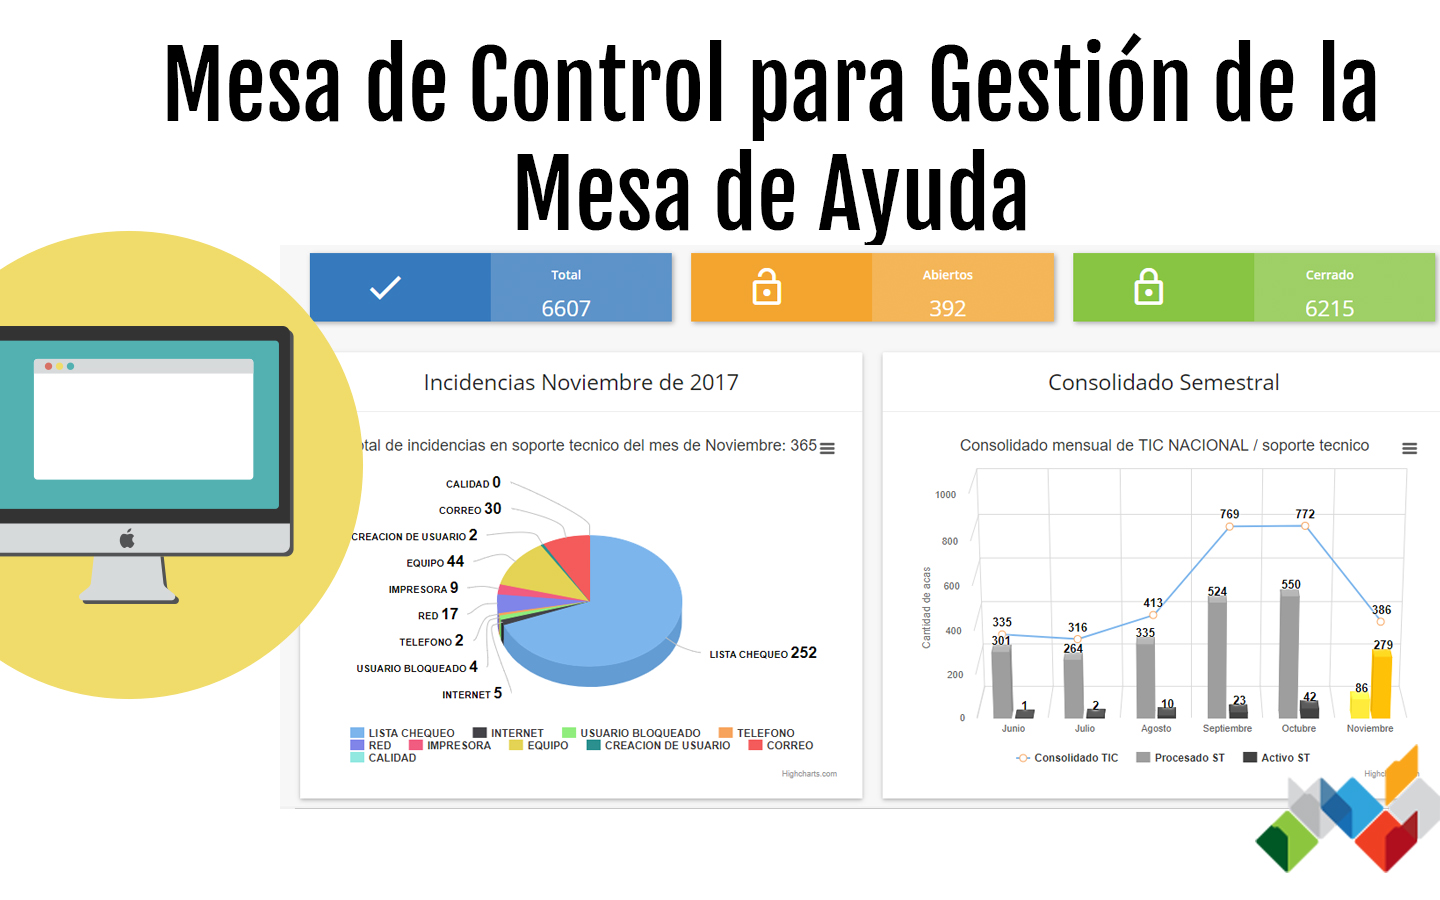 Mesa de Control para Gestión de la
Mesa de Ayuda
Total
6607
Abiertos
392
Cerrado
6215
Incidencias Noviembre de 2017
otal de incidencias en soporte tecnico del mes de Noviembre: 365
CALIDAD 0
CORREO 30
CREACION DE USUARIO 2
EQUIPO 44
IMPRESORA 9
RED 17
TELEFONO 2
USUARIO BLOQUEADO 4
INTERNET 5
LISTA CHEQUEO 252
LISTA CHEQUEO INTERNET USUARIO BLOQUEADO TELEFONO
RED IMPRESORA EQUIPO CREACION DE USUARIO CORREO
CALIDAD
Highcharts.com
Consolidado Semestral
Consolidado mensual de TIC NACIONAL / soporte tecnico
Cantidad de acas
1000
800
600
400
200
0
335
316
413
769
772
386
301
264
335
524
550
279
1
2
10
23
42
86
Junio Julio Agosto Septiembre Octubre Noviembre
Consolidado TIC Procesado ST Activo ST